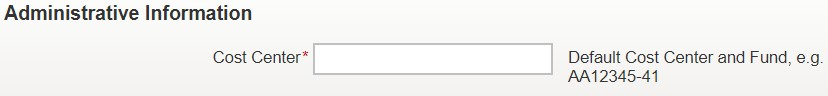 Administrative Information
Cost Center* Default Cost Center and Fund, e.g.
AA12345-41